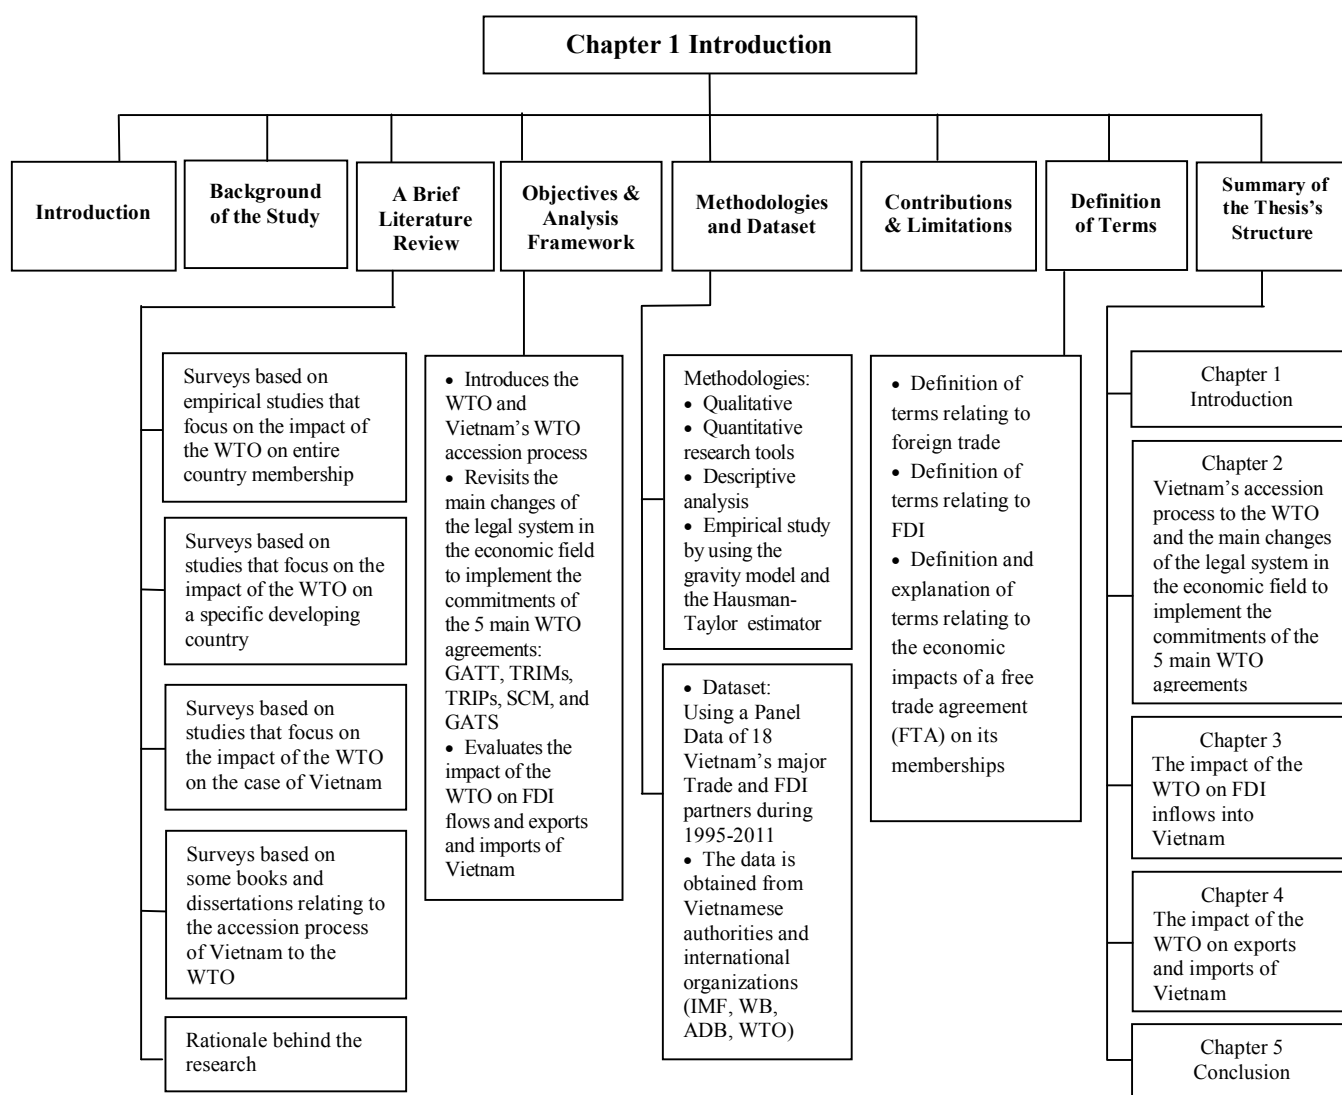 Chapter 1 Introduction
Introduction
Background
of the Study
A Brief
Literature
Review
Objectives &
Analysis
Framework
Methodologies
and Dataset
Contributions
& Limitations
Definition
of Terms
Summary of
the Thesis's
Structure
Surveys based on
empirical studies that
focus on the impact of
the WTO on entire
country membership
Surveys based on
studies that focus on the
impact of the WTO on
a specific developing
country
Surveys based on
studies that focus on
the impact of the WTO
on the case of Vietnam
Surveys based on
some books and
dissertations relating to
the accession process
of Vietnam to the
WTO
Rationale behind the
research
• Introduces the
WTO and
Vietnam's WTO
accession process
• Revisits the
main changes of
the legal system in
the economic field
to implement the
commitments of
the 5 main WTO
agreements:
GATT, TRIMs,
TRIPs, SCM, and
GATS
• Evaluates the
impact of the
WTO on FDI
flows and exports
and imports of
Vietnam
Methodologies:
• Qualitative
• Quantitative
research tools
• Descriptive
analysis
• Empirical study
by using the
gravity model and
the Hausman-
Taylor estimator
• Dataset:
Using a Panel
Data of 18
Vietnam's major
Trade and FDI
partners during
1995-2011
• The data is
obtained from
Vietnamese
authorities and
international
organizations
(IMF, WB,
ADB, WTO)
• Definition of
terms relating to
foreign trade
• Definition of
terms relating to
FDI
• Definition and
explanation of
terms relating to
the economic
impacts of a free
trade agreement
(FTA) on its
memberships
Chapter 1
Introduction
Chapter 2
Vietnam's accession
process to the WTO
and the main changes
of the legal system in
the economic field to
implement the
commitments of the
5 main WTO
agreements
Chapter 3
The impact of the
WTO on FDI
inflows into
Vietnam
Chapter 4
The impact of the
WTO on exports
and imports of
Vietnam
Chapter 5
Conclusion